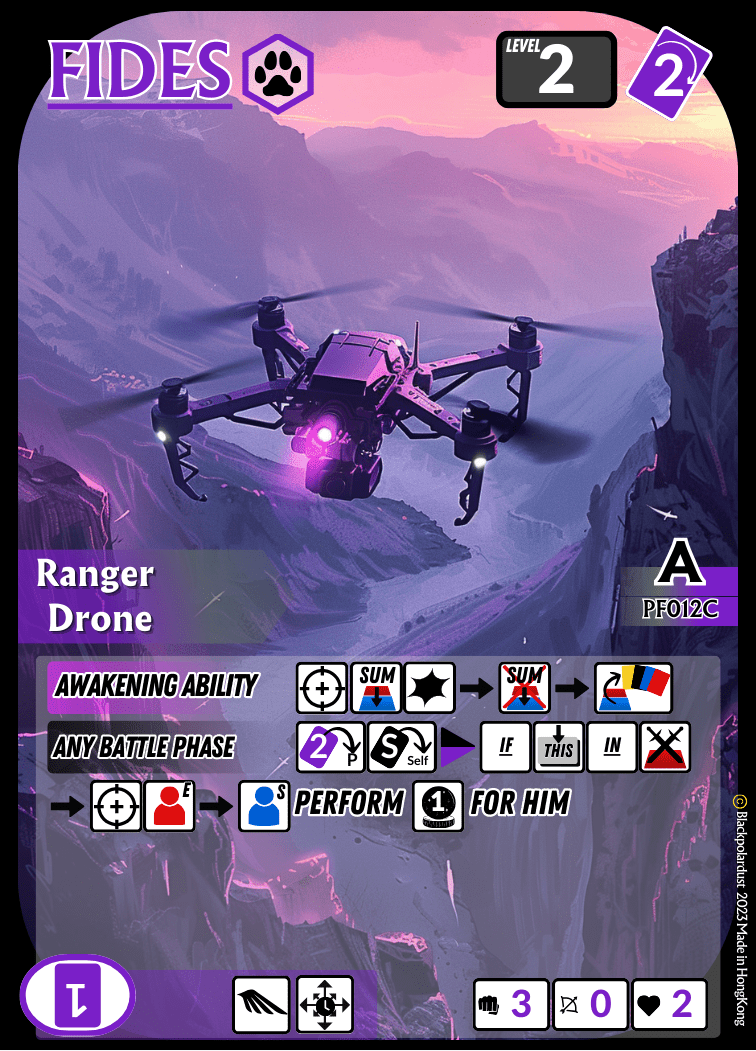 FIDES
LEVEL 2
2
Ranger
Drone
A
PF012C
AWAKENING ABILITY SUM SUM
ANY BATTLE PHASE 2 P S Self IF THIS IN
E S PERFORM 1 FOR HIM
© Blackpolardust 2023 Made in HongKong
1
3 0 2